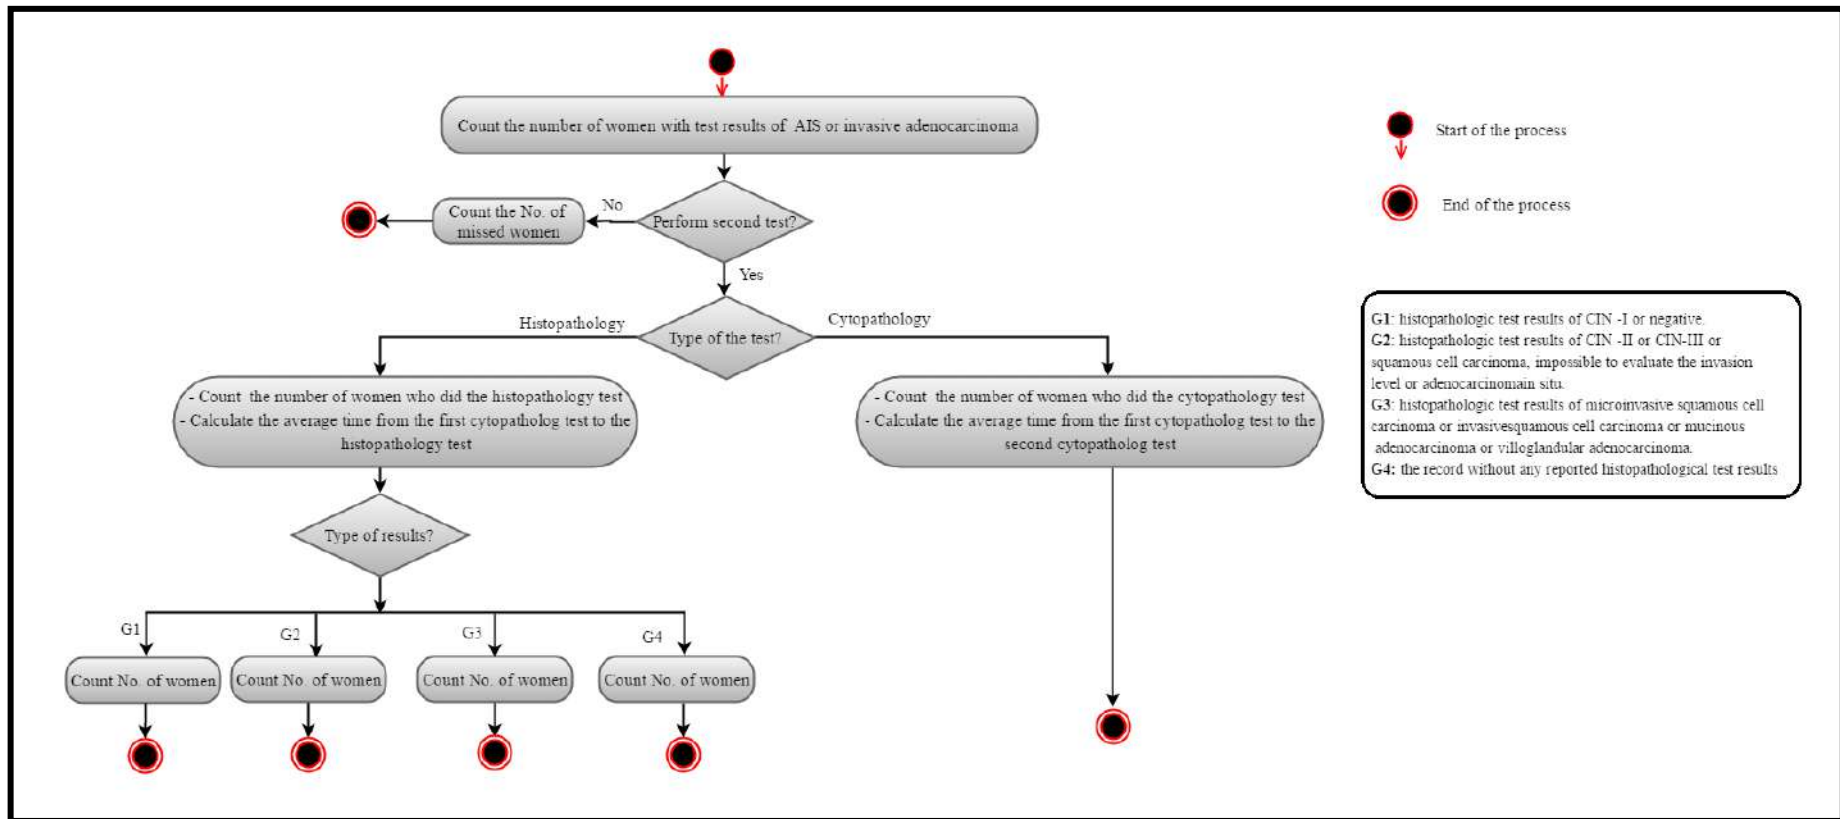 Count the number of women with test results of AIS or invasive adenocarcinoma
Perform second test?
No
Count the No. of
missed women
Yes
Type of the test?
Histopathology
Cytopathology
- Count the number of women who did the histopathology test
- Calculate the average time from the first cytopatholog test to the
histopathology test
- Count the number of women who did the cytopathology test
- Calculate the average time from the first cytopatholog test to the
second cytopatholog test
Type of results?
G1
G2
G3
G4
Count No. of women
Count No. of women
Count No. of women
Count No. of women
Start of the process
End of the process
G1: histopathologic test results of CIN -I or negative.
G2: histopathologic test results of CIN -II or CIN-III or
squamous cell carcinoma, impossible to evaluate the invasion
level or adenocarcinomain situ.
G3: histopathologic test results of microinvasive squamous cell
carcinoma or invasivesquamous cell carcinoma or mucinous
adenocarcinoma or villoglandular adenocarcinoma.
G4: the record without any reported histopathological test results